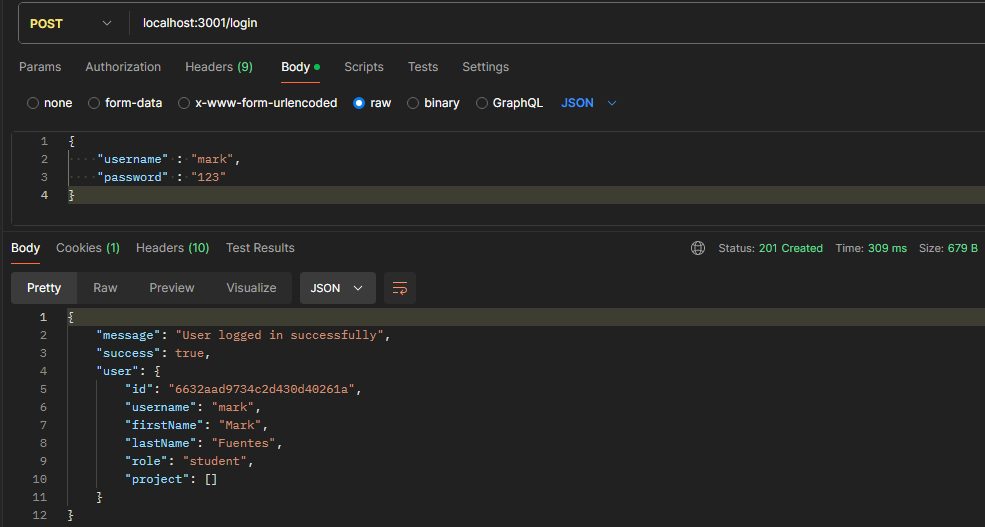 POST localhost:3001/login
Params Authorization Headers (9) Body Scripts Tests Settings
none form-data x-www-form-urlencoded raw binary GraphQL JSON
1 {
2 "username" : "mark",
3 "password" : "123"
4 }
Body Cookies (1) Headers (10) Test Results Status: 201 Created Time: 309 ms Size: 679 B
Pretty Raw Preview Visualize JSON
1 {
2 "message": "User logged in successfully",
3 "success": true,
4 "user": {
5 "id": "6632aad9734c2d430d40261a",
6 "username": "mark",
7 "firstName": "Mark",
8 "lastName": "Fuentes",
9 "role": "student",
10 "project": []
11 }
12 }